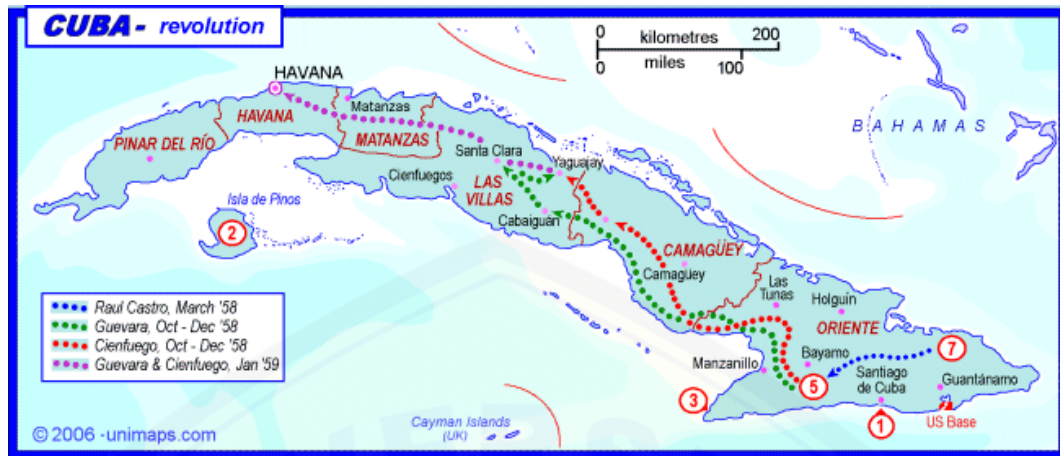 CUBA - revolution
0 kilometres 200
0 miles 100
HAVANA
Matanzas
HAVANA
PINAR DEL RÍO
MATANZAS
BAHAMAS
Santa Clara
Yaguajay
Cienfuegos
LAS
VILLAS
Isla de Pinos
Cabaiguán
2
CAMAGÜEY
Camagüey
Las
Tunas
Holguín
ORIENTE
Raul Castro, March '58
Guevara, Oct - Dec '58
Cienfuego, Oct - Dec '58
Guevara & Cienfuego, Jan '59
Manzanillo
Bayamo
7
Santiago
de Cuba
Guantánamo
5
3
1
US Base
Cayman Islands
(UK)
© 2006 -unimaps.com